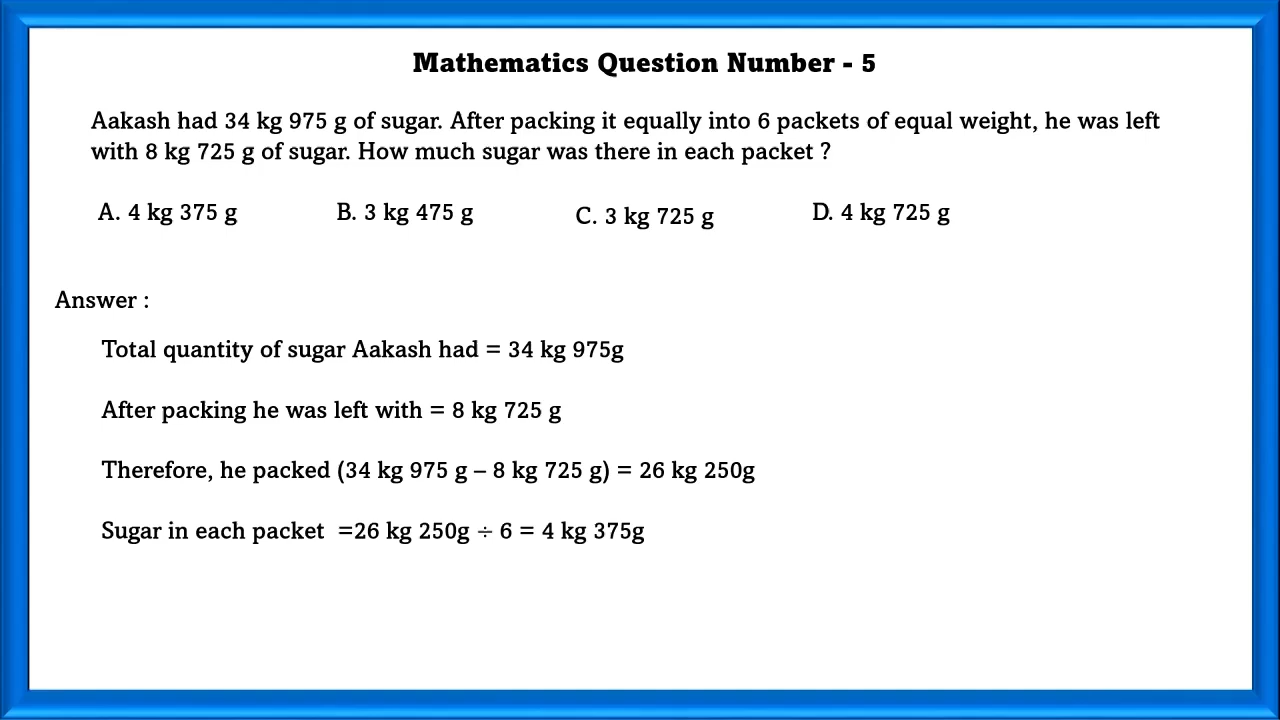 Mathematics Question Number - 5
Aakash had 34 kg 975 g of sugar. After packing it equally into 6 packets of equal weight, he was left
with 8 kg 725 g of sugar. How much sugar was there in each packet ?
A. 4 kg 375 g B. 3 kg 475 g C. 3 kg 725 g D. 4 kg 725 g
Answer :
Total quantity of sugar Aakash had = 34 kg 975g
After packing he was left with = 8 kg 725 g
Therefore, he packed (34 kg 975 g – 8 kg 725 g) = 26 kg 250g
Sugar in each packet =26 kg 250g ÷ 6 = 4 kg 375g